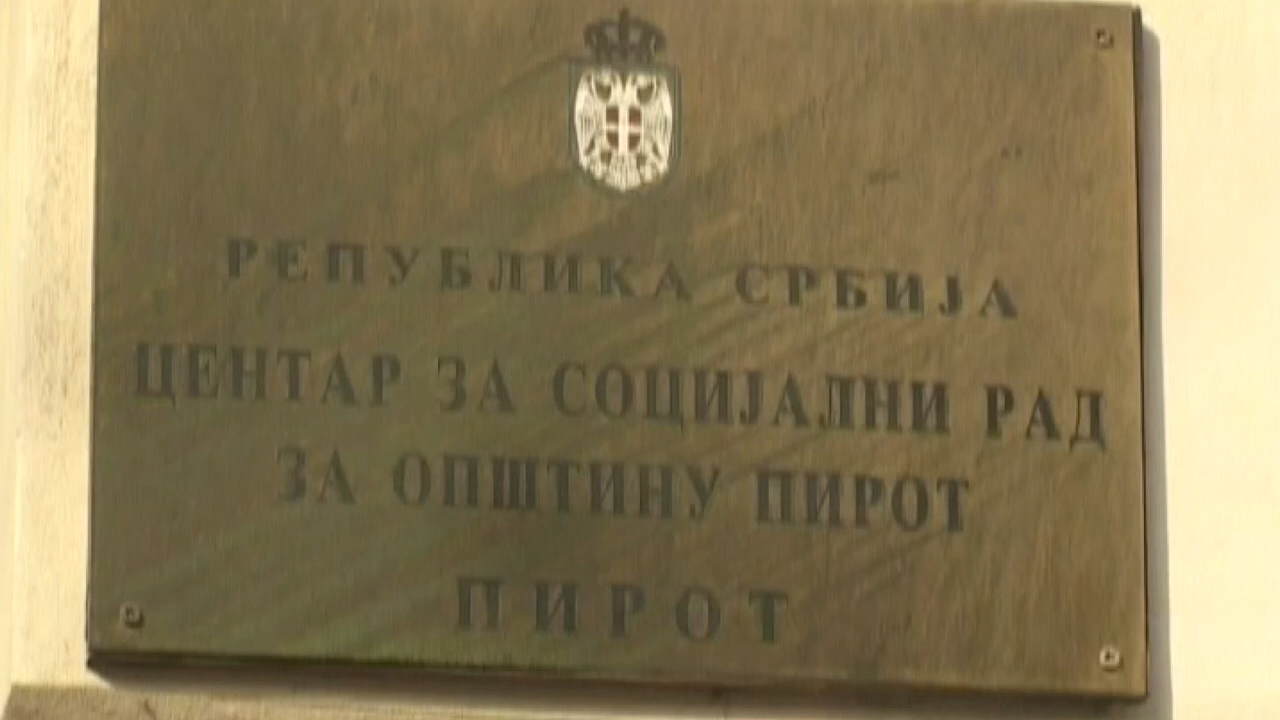 РЕПУБЛИКА СРБИЈА
ЦЕНТАР ЗА СОЦИЈАЛНИ РАД
ЗА ОПШТИНУ ПИРОТ
ПИРОТ